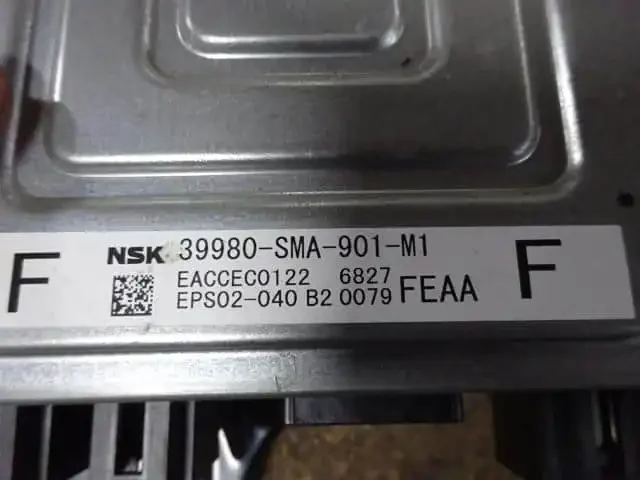 F NSK 39980-SMA-901-M1 F
EACCEC0122 6827
EPS02-040 B2 0079 FEAA